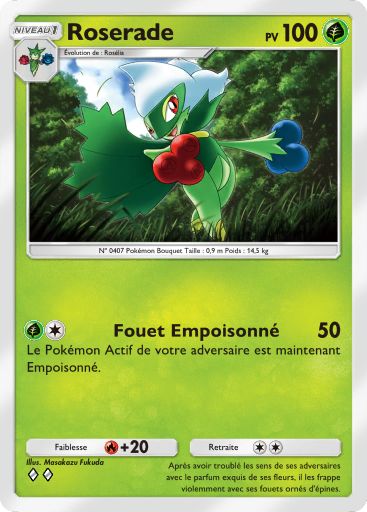 NIVEAU 1
Roserade
PV 100
Évolution de : Rosélia
N° 0407 Pokémon Bouquet Taille : 0,9 m Poids : 14,5 kg
Fouet Empoisonné 50
Le Pokémon Actif de votre adversaire est maintenant
Empoisonné.
Faiblesse +20
Retraite
Illus. Masakazu Fukuda
Après avoir troublé les sens de ses adversaires
avec le parfum exquis de ses fleurs, il les frappe
violemment avec ses fouets ornés d'épines.